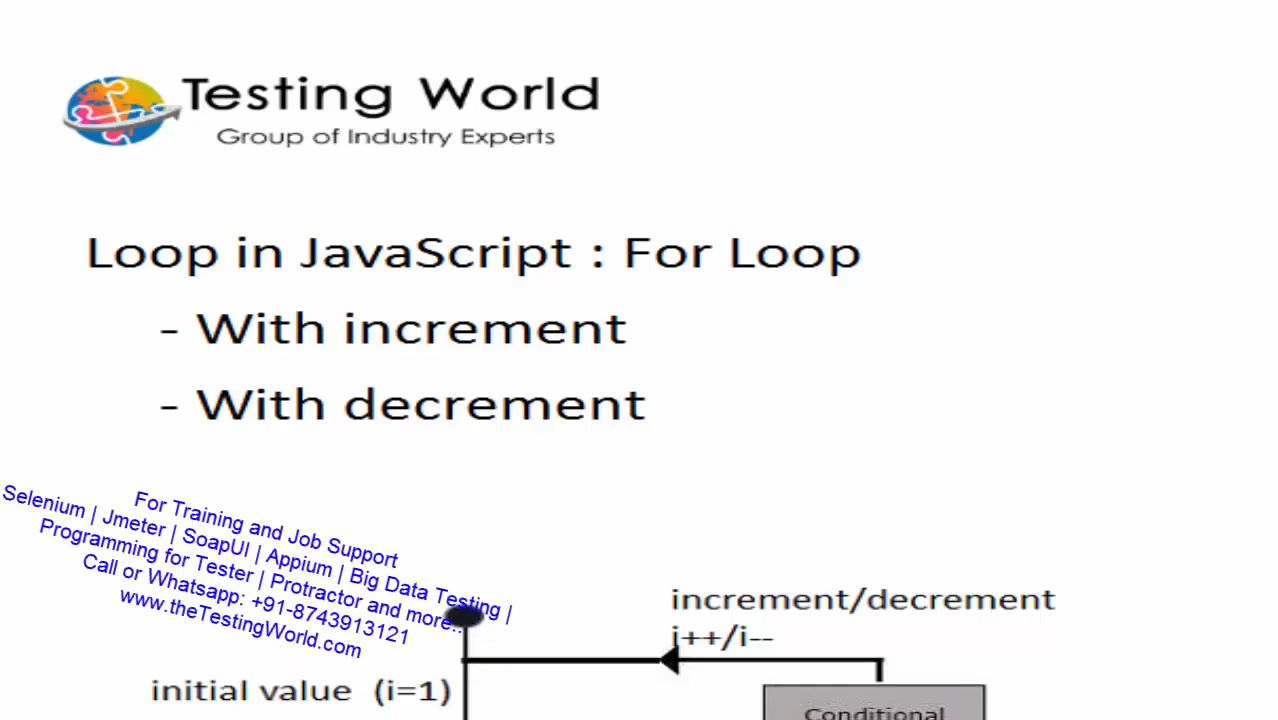 Testing World
Group of Industry Experts
Loop in JavaScript : For Loop
- With increment
- With decrement
For Training and Job Support
Selenium | Jmeter | SoapUI | Appium | Big Data Testing |
Programming for Tester | Protractor and more..
Call or Whatsapp: +91-8743913121
www.theTestingWorld.com
increment/decrement
i++/i--
initial value (i=1)
Conditional